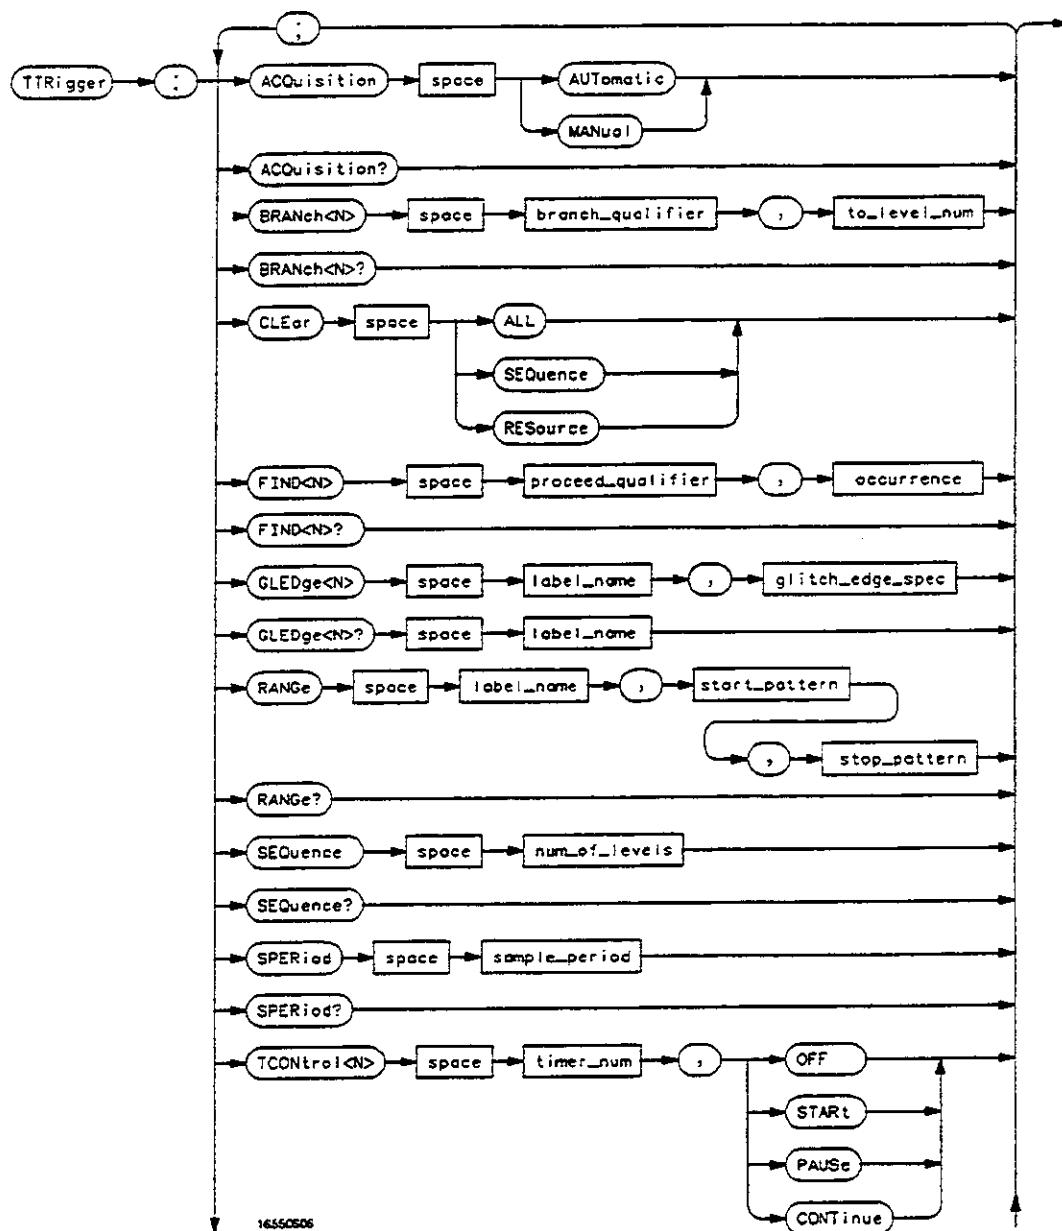 ;
TTRigger : ACQuisition space AUTomatic
MANual
ACQuisition?
BRANch<N> space branch_qualifier , to_level_num
BRANch<N>?
CLEar space ALL
SEQuence
RESource
FIND<N> space proceed_qualifier , occurrence
FIND<N>?
GLEDge<N> space label_name , glitch_edge_spec
GLEDge<N>? space label_name
RANGe space label_name , start_pattern
, stop_pattern
RANGe?
SEQuence space num_of_levels
SEQuence?
SPERiod space sample_period
SPERiod?
TCONtrol<N> space timer_num , OFF
STARt
PAUSe
CONTinue
16550S06